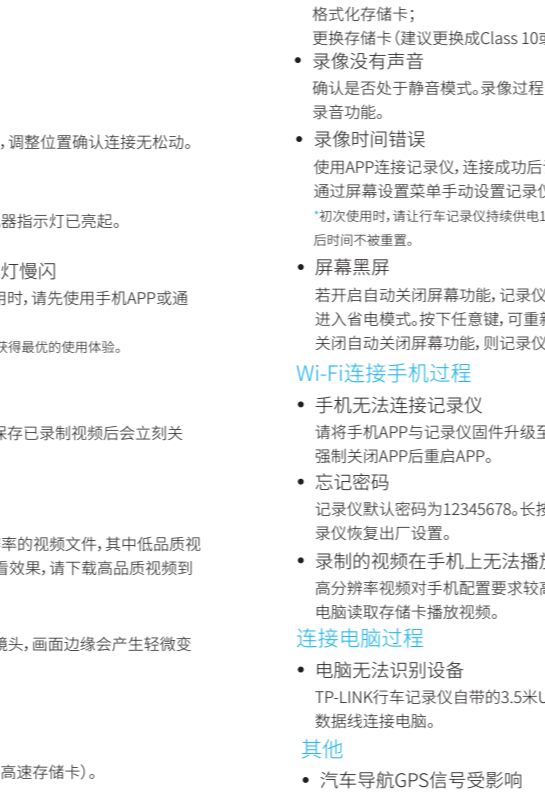 ，调整位置确认连接无松动。
器指示灯已亮起。
灯慢闪
用时，请先使用手机APP或通
获得最优的使用体验。
保存已录制视频后会立刻关
率的视频文件，其中低品质视
看效果，请下载高品质视频到
镜头，画面边缘会产生轻微变
高速存储卡）。
格式化存储卡；
更换存储卡（建议更换成Class 10
• 录像没有声音
确认是否处于静音模式。录像过程
录音功能。
• 录像时间错误
使用APP连接记录仪，连接成功后
通过屏幕设置菜单手动设置记录仪
*初次使用时，请让行车记录仪持续供电1
后时间不被重置。
• 屏幕黑屏
若开启自动关闭屏幕功能，记录仪
进入省电模式。按下任意键，可重新
关闭自动关闭屏幕功能，则记录仪
Wi-Fi连接手机过程
• 手机无法连接记录仪
请将手机APP与记录仪固件升级至
强制关闭APP后重启APP。
• 忘记密码
记录仪默认密码为12345678。长按
录仪恢复出厂设置。
• 录制的视频在手机上无法播放
高分辨率视频对手机配置要求较高
电脑读取存储卡播放视频。
连接电脑过程
• 电脑无法识别设备
TP-LINK行车记录仪自带的3.5米U
数据线连接电脑。
其他
• 汽车导航GPS信号受影响